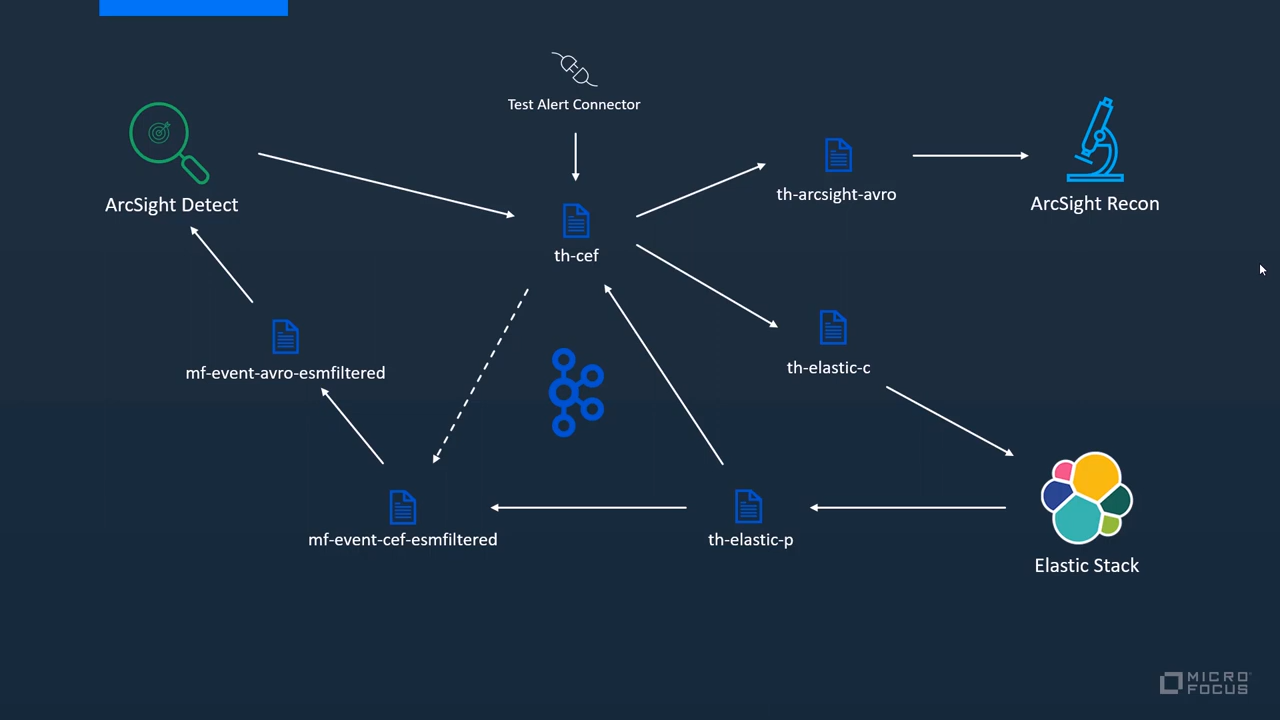 Test Alert Connector
ArcSight Detect
th-arcsight-avro
ArcSight Recon
th-cef
mf-event-avro-esmfiltered
th-elastic-c
mf-event-cef-esmfiltered
th-elastic-p
Elastic Stack
MICRO
FOCUS